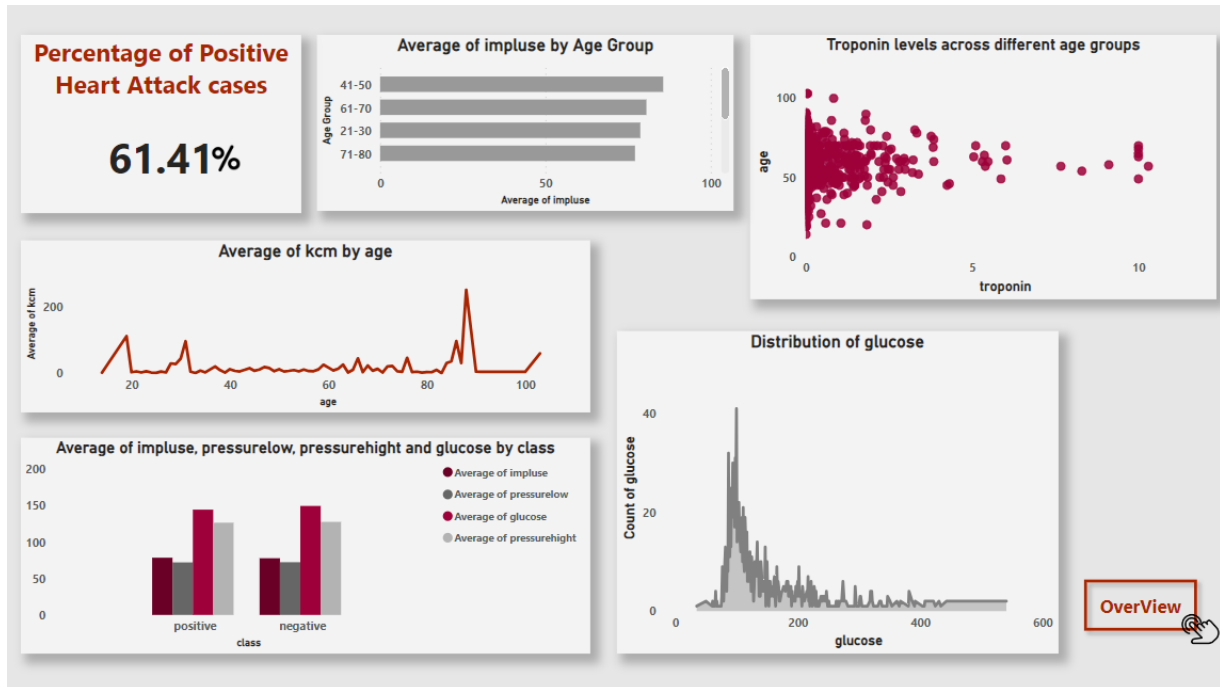 Percentage of Positive
Heart Attack cases
61.41%
Average of impluse by Age Group
Age Group
41-50
61-70
21-30
71-80
0 50 100
Average of impluse
Troponin levels across different age groups
age
100
50
0
0 5 10
troponin
Average of kcm by age
Average of kcm
200
0
20 40 60 80 100
age
Distribution of glucose
Count of glucose
40
20
0
0 200 400 600
glucose
Average of impluse, pressurelow, pressurehight and glucose by class
200
150
100
50
0
positive negative
class
Average of impluse
Average of pressurelow
Average of glucose
Average of pressurehight
OverView